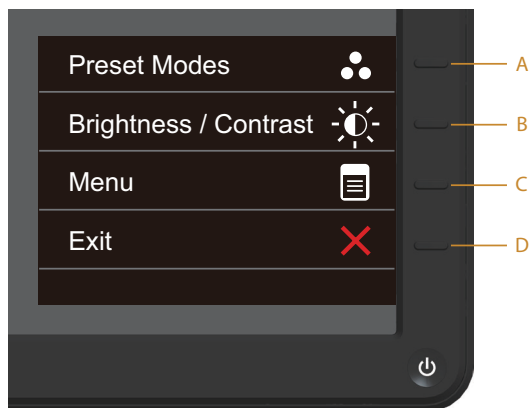 Preset Modes
A
Brightness / Contrast
B
Menu
C
Exit
D